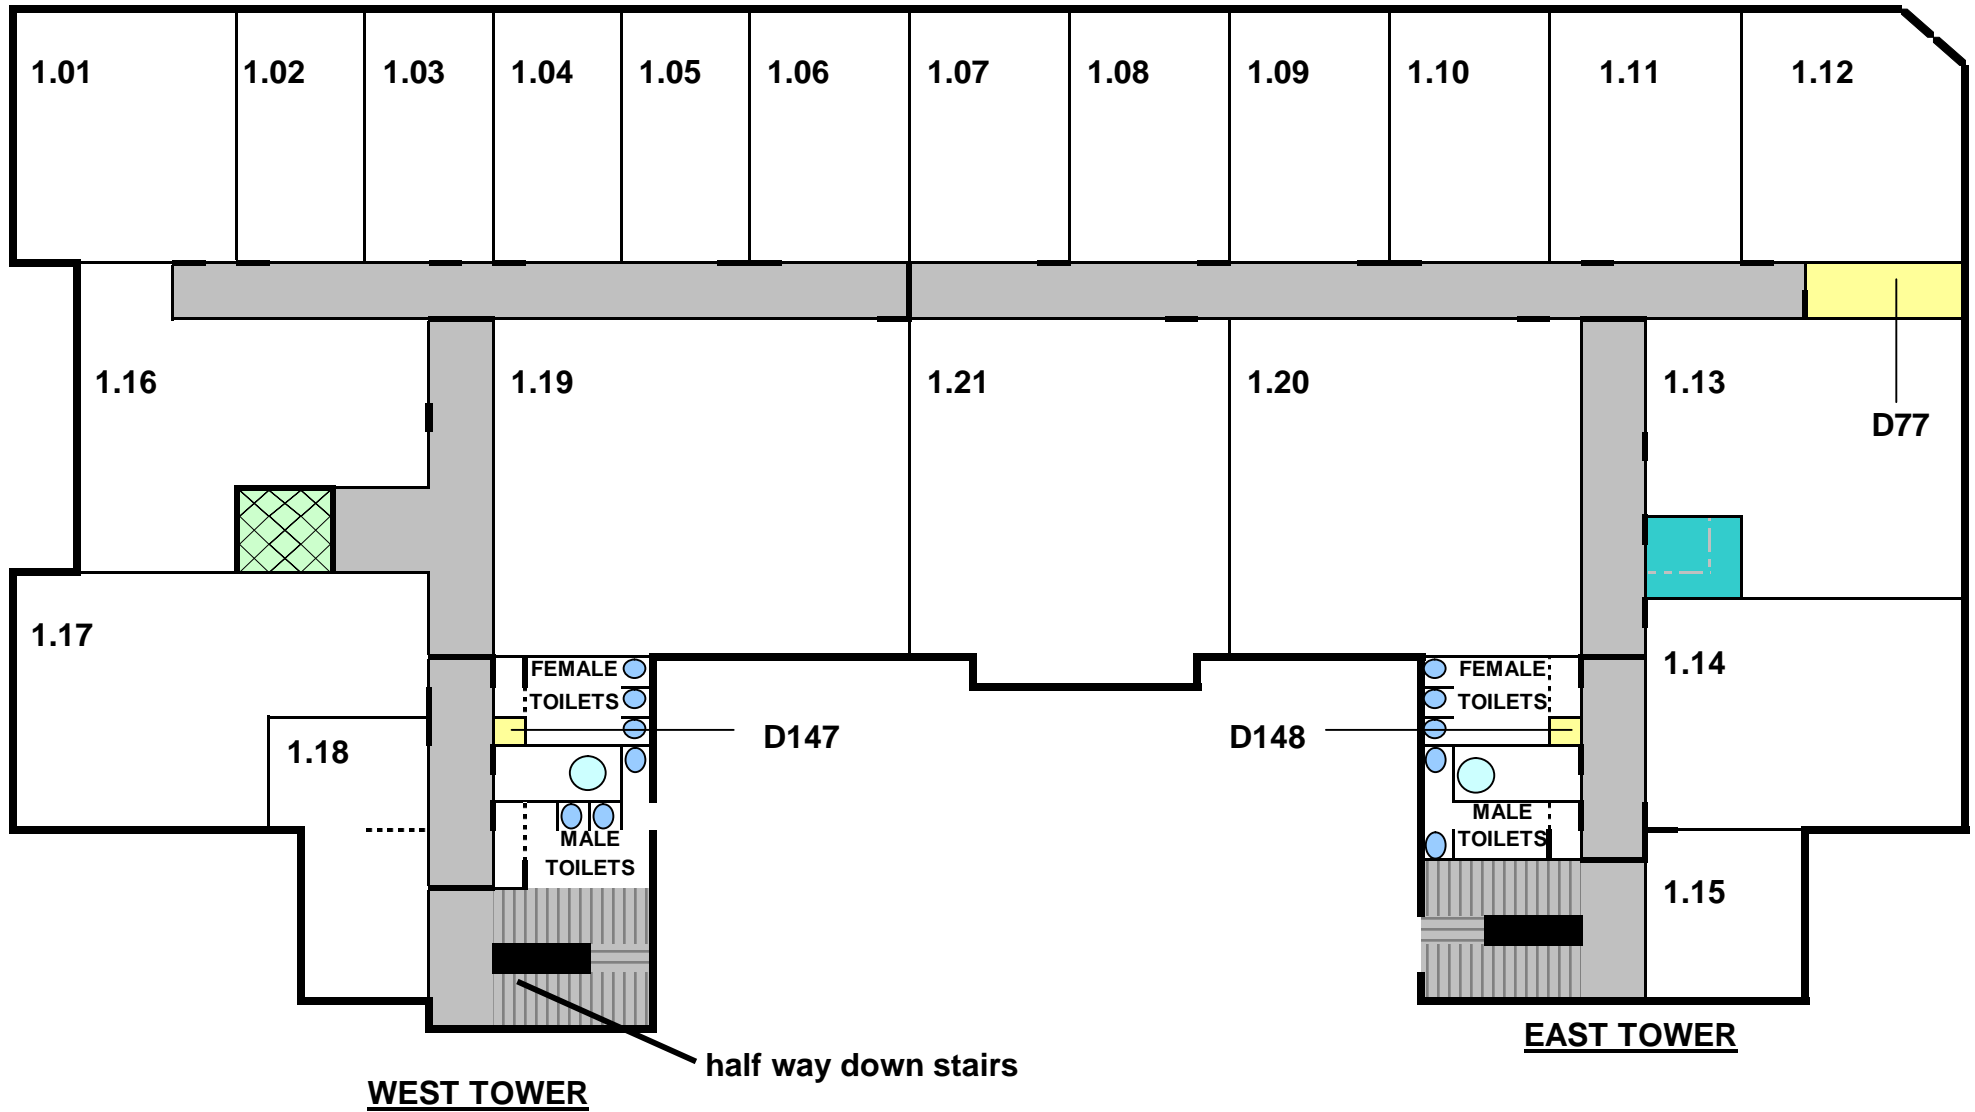 1.01
1.02
1.03
1.04
1.05
1.06
1.07
1.08
1.09
1.10
1.11
1.12
1.16
1.19
1.21
1.20
1.13
D77
1.17
FEMALE
TOILETS
FEMALE
TOILETS
1.14
1.18
D147
D148
MALE
TOILETS
MALE
TOILETS
1.15
EAST TOWER
half way down stairs
WEST TOWER